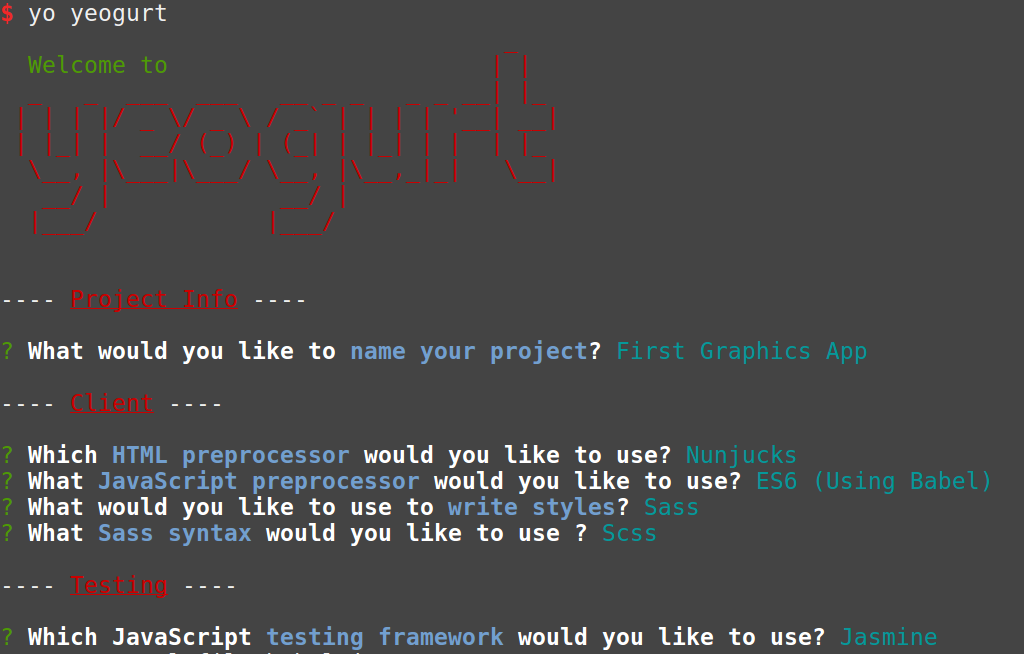 $ yo yeogurt
Welcome to
yeogurt
---- Project Info ----
? What would you like to name your project? First Graphics App
---- Client ----
? Which HTML preprocessor would you like to use? Nunjucks
? What JavaScript preprocessor would you like to use? ES6 (Using Babel)
? What would you like to use to write styles? Sass
? What Sass syntax would you like to use ? Scss
---- Testing ----
? Which JavaScript testing framework would you like to use? Jasmine